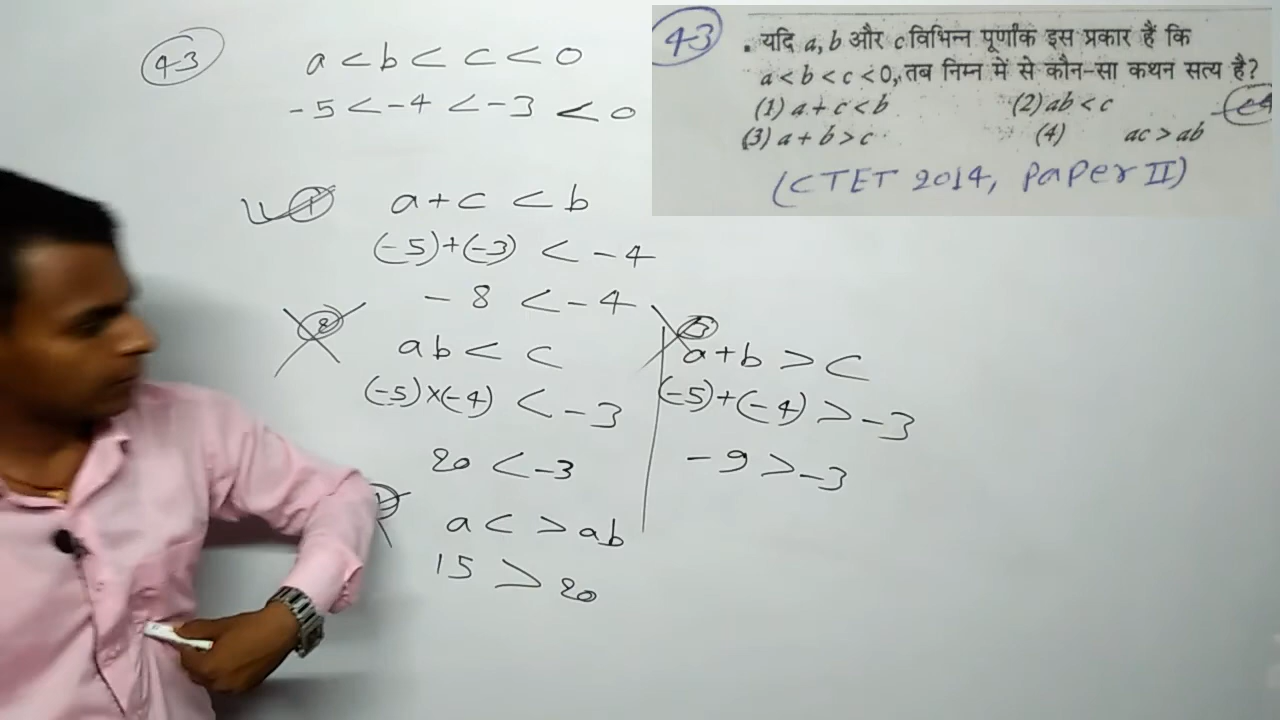 43
a < b < c < 0
-5 < -4 < -3 < 0
1 a + c < b
(-5)+(-3) < -4
-8 < -4
2 ab < c
(-5)×(-4) < -3
20 < -3
3 a + b > c
(-5)+(-4) > -3
-9 > -3
ac > ab
15 > 20
43
. यदि a, b और c विभिन्न पूर्णांक इस प्रकार हैं कि
a < b < c < 0, तब निम्न में से कौन-सा कथन सत्य है?
(1) a + c < b (2) ab < c
(3) a + b > c (4) ac > ab
(CTET 2014, Paper II)